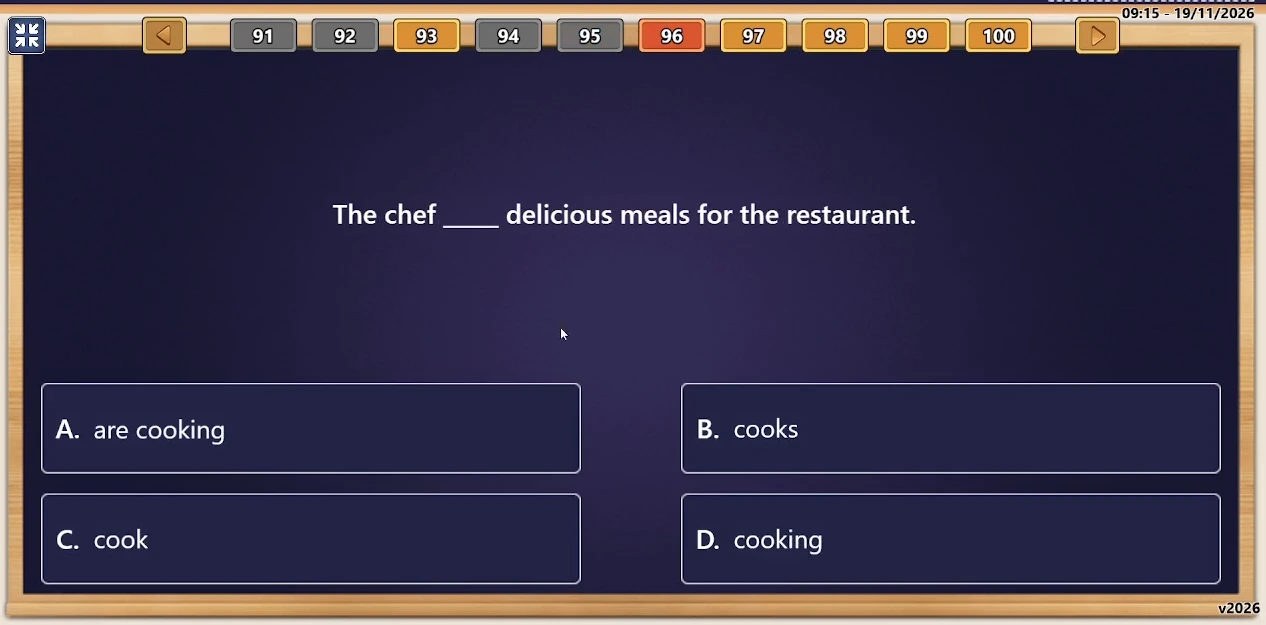 09:15 - 19/11/2026
91 92 93 94 95 96 97 98 99 100
The chef _____ delicious meals for the restaurant.
A. are cooking
B. cooks
C. cook
D. cooking
v2026